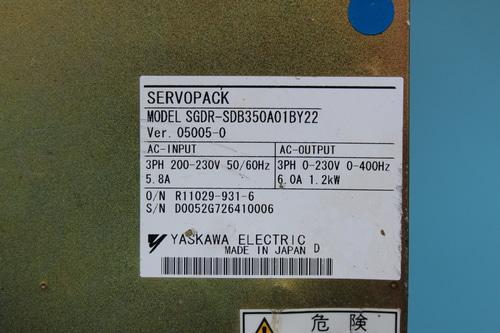 SERVOPACK
MODEL SGDR-SDB350A01BY22
Ver. 05005-0
AC-INPUT AC-OUTPUT
3PH 200-230V 50/60Hz 3PH 0-230V 0-400Hz
5.8A 6.0A 1.2kW
O/N R11029-931-6
S/N D0052G726410006
YASKAWA ELECTRIC
MADE IN JAPAN D
危険